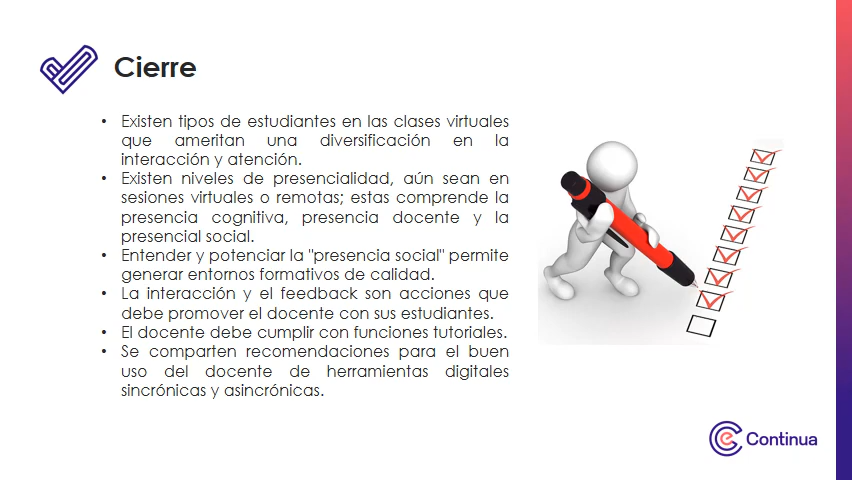 Cierre
• Existen tipos de estudiantes en las clases virtuales
que ameritan una diversificación en la
interacción y atención.
• Existen niveles de presencialidad, aún sean en
sesiones virtuales o remotas; estas comprende la
presencia cognitiva, presencia docente y la
presencial social.
• Entender y potenciar la "presencia social" permite
generar entornos formativos de calidad.
• La interacción y el feedback son acciones que
debe promover el docente con sus estudiantes.
• El docente debe cumplir con funciones tutoriales.
• Se comparten recomendaciones para el buen
uso del docente de herramientas digitales
sincrónicas y asincrónicas.
Continua